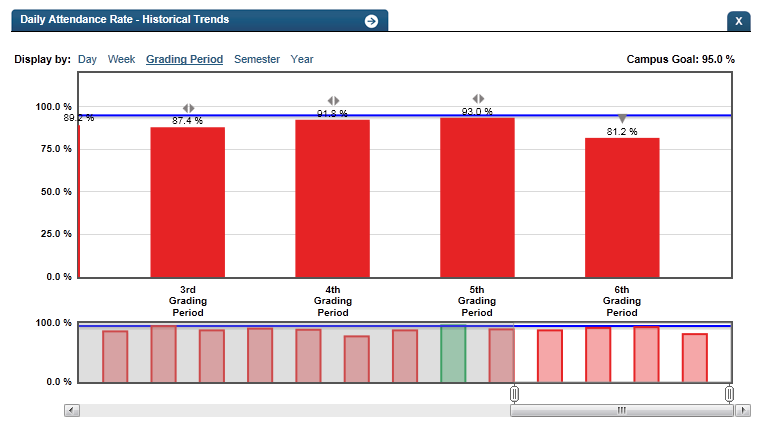 Daily Attendance Rate - Historical Trends
X
Display by: Day Week Grading Period Semester Year
Campus Goal: 95.0 %
100.0 %
75.0 %
50.0 %
25.0 %
0.0 %
89.2 %
87.4 %
91.8 %
93.0 %
81.2 %
3rd
Grading
Period
4th
Grading
Period
5th
Grading
Period
6th
Grading
Period
100.0 %
0.0 %